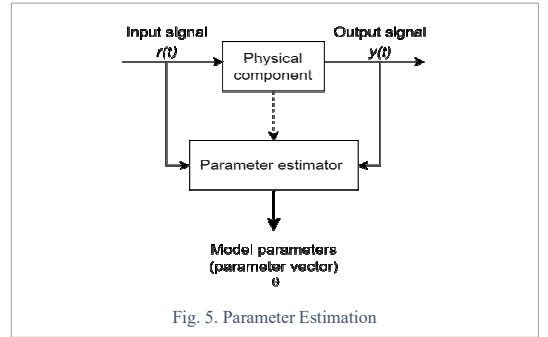 Input signal
r(t)
Output signal
y(t)
Physical
component
Parameter estimator
Model parameters
(parameter vector)
θ
Fig. 5. Parameter Estimation